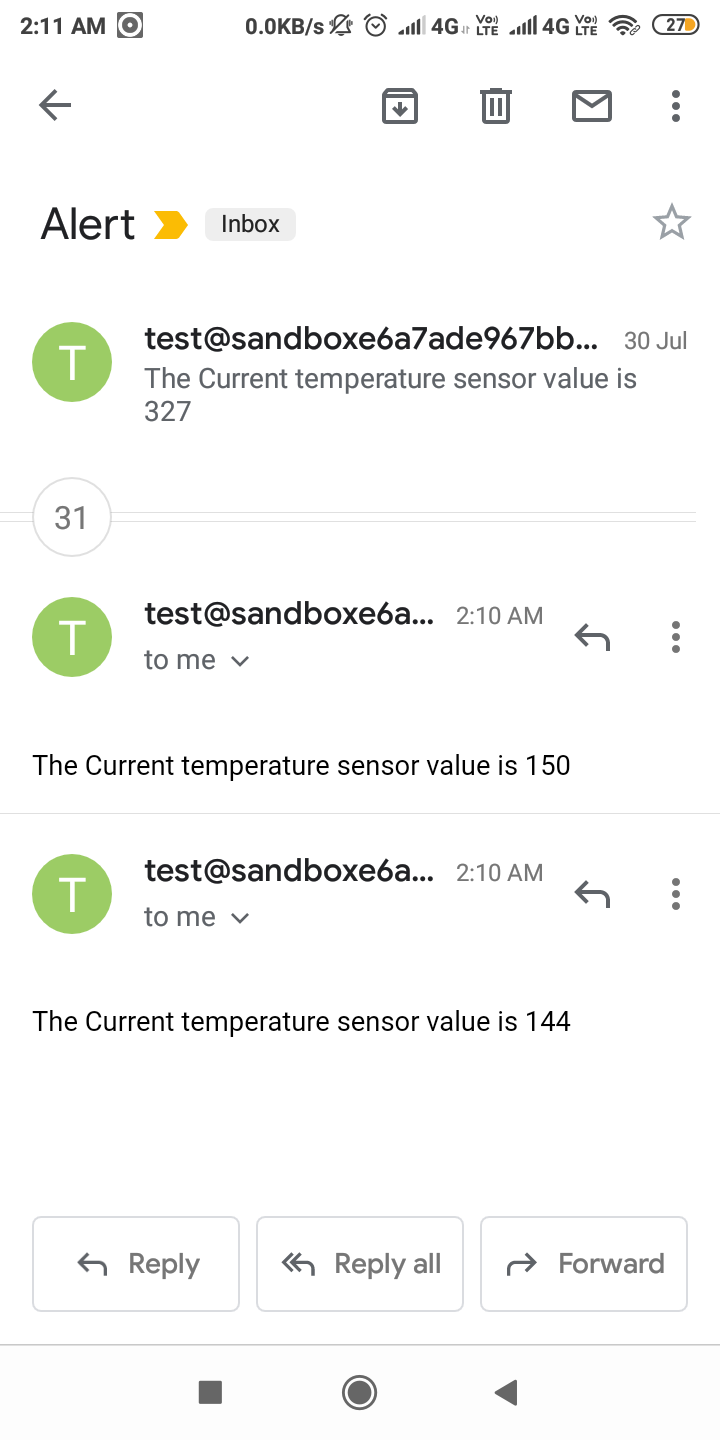 2:11 AM 0.0KB/s 4G Vo) LTE 4G Vo) LTE 27
Alert Inbox
T
test@sandboxe6a7ade967bb... 30 Jul
The Current temperature sensor value is
327
31
T
test@sandboxe6a... 2:10 AM
to me
The Current temperature sensor value is 150
T
test@sandboxe6a... 2:10 AM
to me
The Current temperature sensor value is 144
Reply Reply all Forward